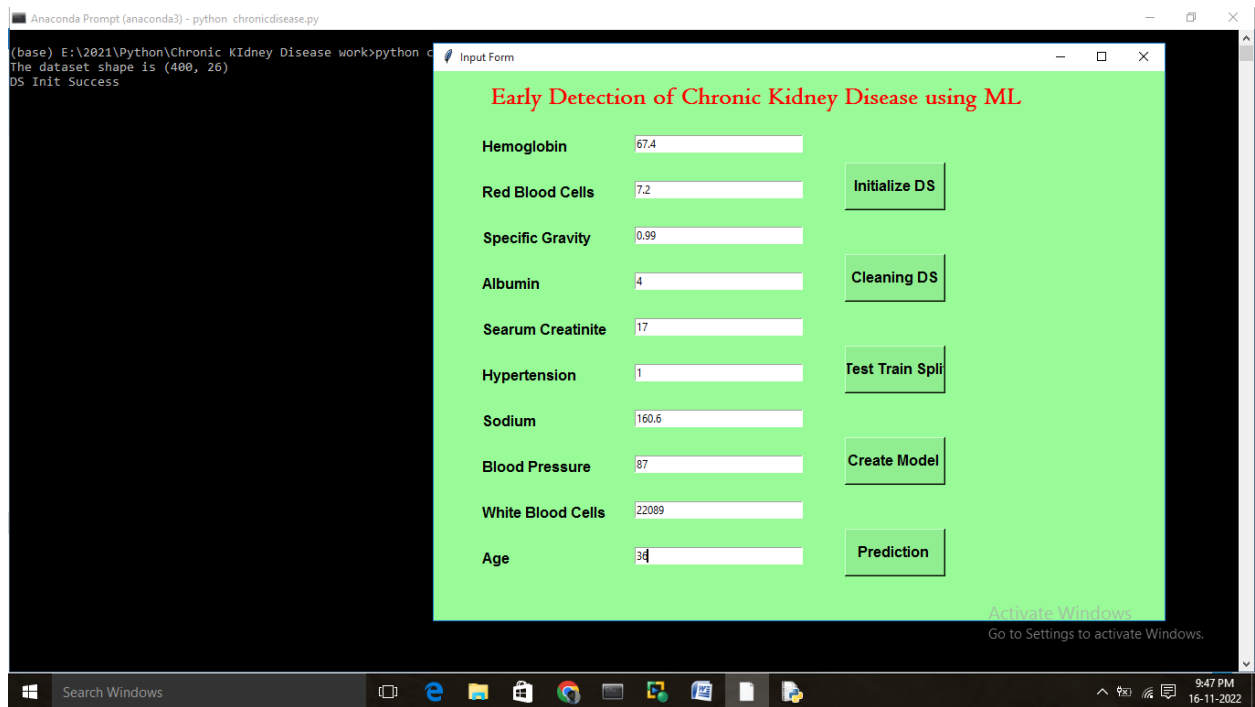 Anaconda Prompt (anaconda3) - python chronicdisease.py
(base) E:\2021\Python\Chronic KIdney Disease work>python c
The dataset shape is (400, 26)
DS Init Success
Input Form
Early Detection of Chronic Kidney Disease using ML
Hemoglobin 67.4
Initialize DS
Red Blood Cells 7.2
Specific Gravity 0.99
Cleaning DS
Albumin 4
Searum Creatinite 17
Test Train Spli
Hypertension 1
Sodium 160.6
Create Model
Blood Pressure 87
White Blood Cells 22089
Prediction
Age 36
Activate Windows
Go to Settings to activate Windows.
Search Windows
9:47 PM
16-11-2022